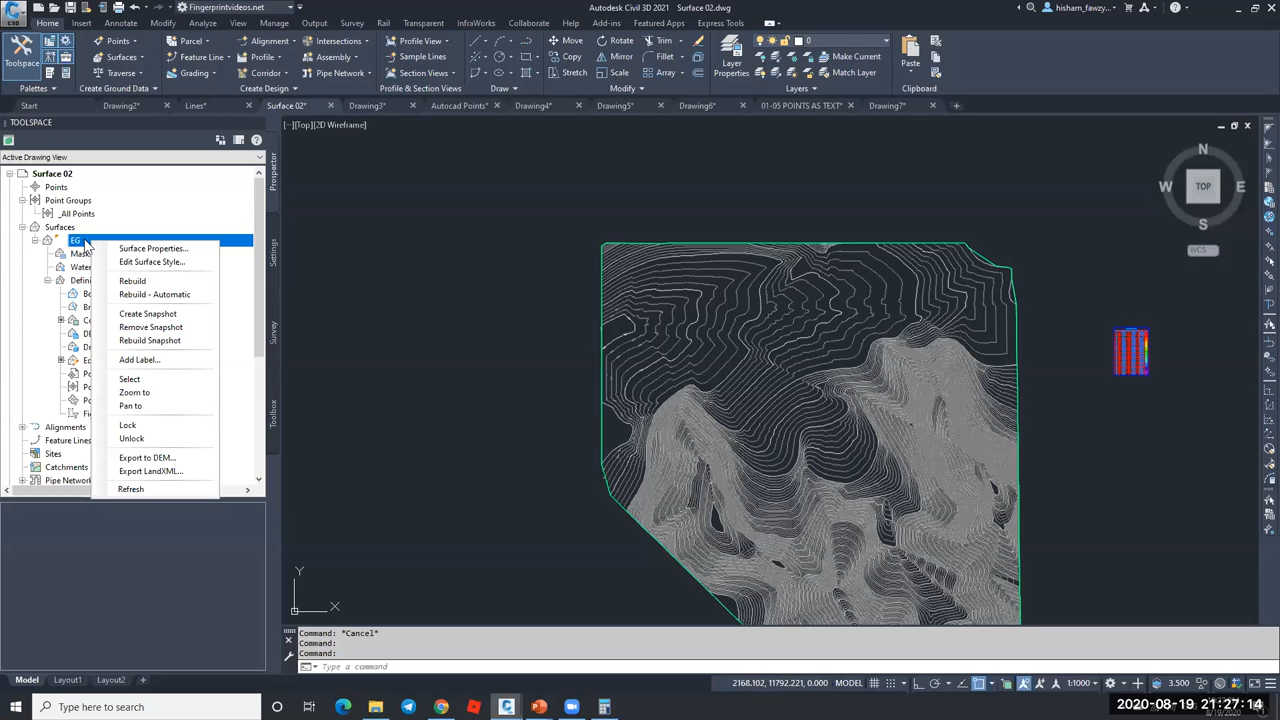 C3D
Fingerprintvideos.net
Autodesk Civil 3D 2021 Surface 02.dwg
hisham_fawzy...
Home Insert Annotate Modify Analyze View Manage Output Survey Rail Transparent InfraWorks Collaborate Help Add-ins Featured Apps Express Tools
Points Parcel Alignment Intersections Profile View Move Rotate Trim 0
Toolspace Surfaces Feature Line Profile Assembly Sample Lines Copy Mirror Fillet Layer Properties Make Current Paste
Traverse Grading Corridor Pipe Network Section Views Stretch Scale Array Match Layer
Palettes Create Ground Data Create Design Profile & Section Views Draw Modify Layers Clipboard
Start Drawing2* Lines* Surface 02* Drawing3* Autocad Points* Drawing4* Drawing5* Drawing6* 01-05 POINTS AS TEXT* Drawing7*
TOOLSPACE
[−][Top][2D Wireframe]
Active Drawing View
Surface 02
Points
Point Groups
_All Points
Surfaces
EG
Mas
Water
Defini
Alignments
Feature Lines
Sites
Catchments
Pipe Network
Prospector
Settings
Survey
Toolbox
Surface Properties...
Edit Surface Style...
Rebuild
Rebuild - Automatic
Create Snapshot
Remove Snapshot
Rebuild Snapshot
Add Label...
Select
Zoom to
Pan to
Lock
Unlock
Export to DEM...
Export LandXML...
Refresh
N
W TOP E
S
WCS
Y
X
Command: *Cancel*
Command:
Command:
Type a command
Model Layout1 Layout2 +
2168.102, 11792.221, 0.000 MODEL 1:1000 3.500
Type here to search
2020-08-19 21:27:14